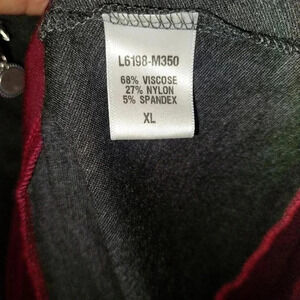 L6198-M350
68% VISCOSE
27% NYLON
5% SPANDEX
XL